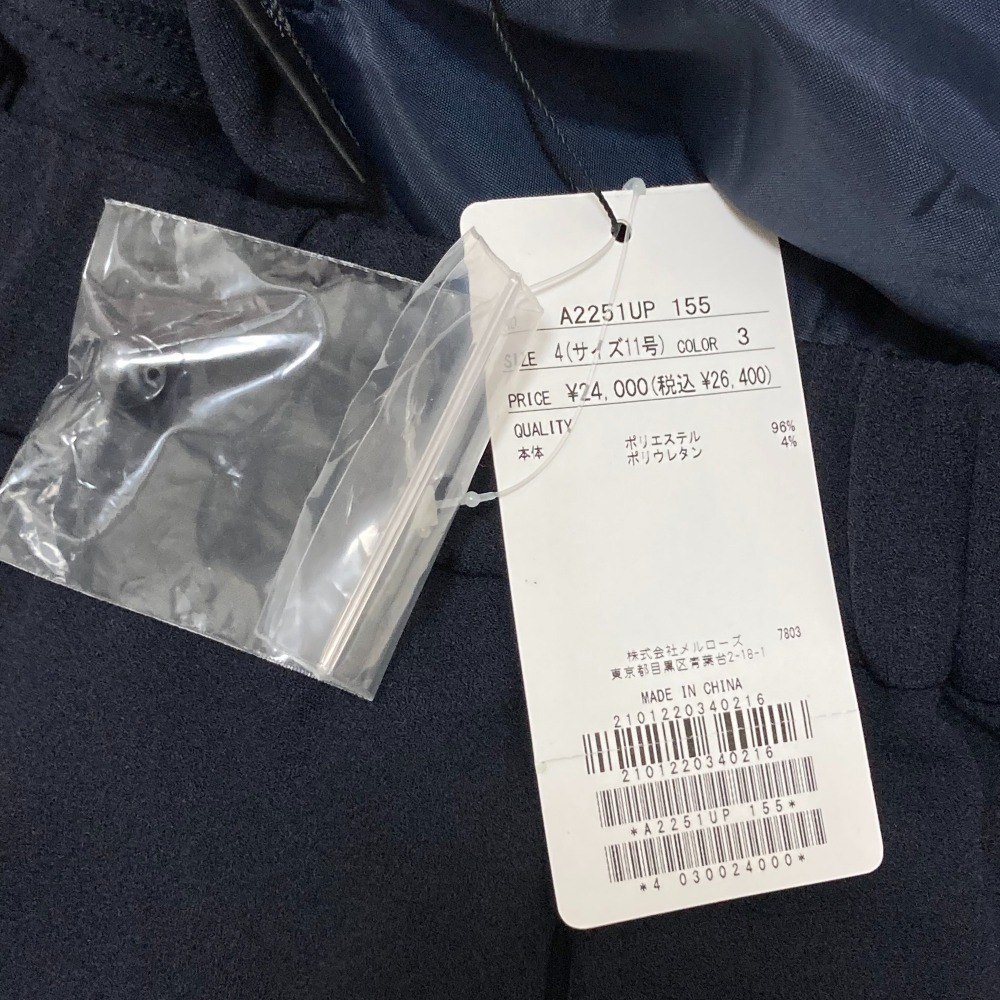 A2251UP 155
SIZE 4(サイズ11号) COLOR 3
PRICE ¥24,000(税込¥26,400)
QUALITY
本体 ポリエステル 96%
ポリウレタン 4%
株式会社メルローズ 7803
東京都目黒区青葉台2-18-1
MADE IN CHINA
2101220340216
2101220340216
*A2251UP 155*
*4 030024000*